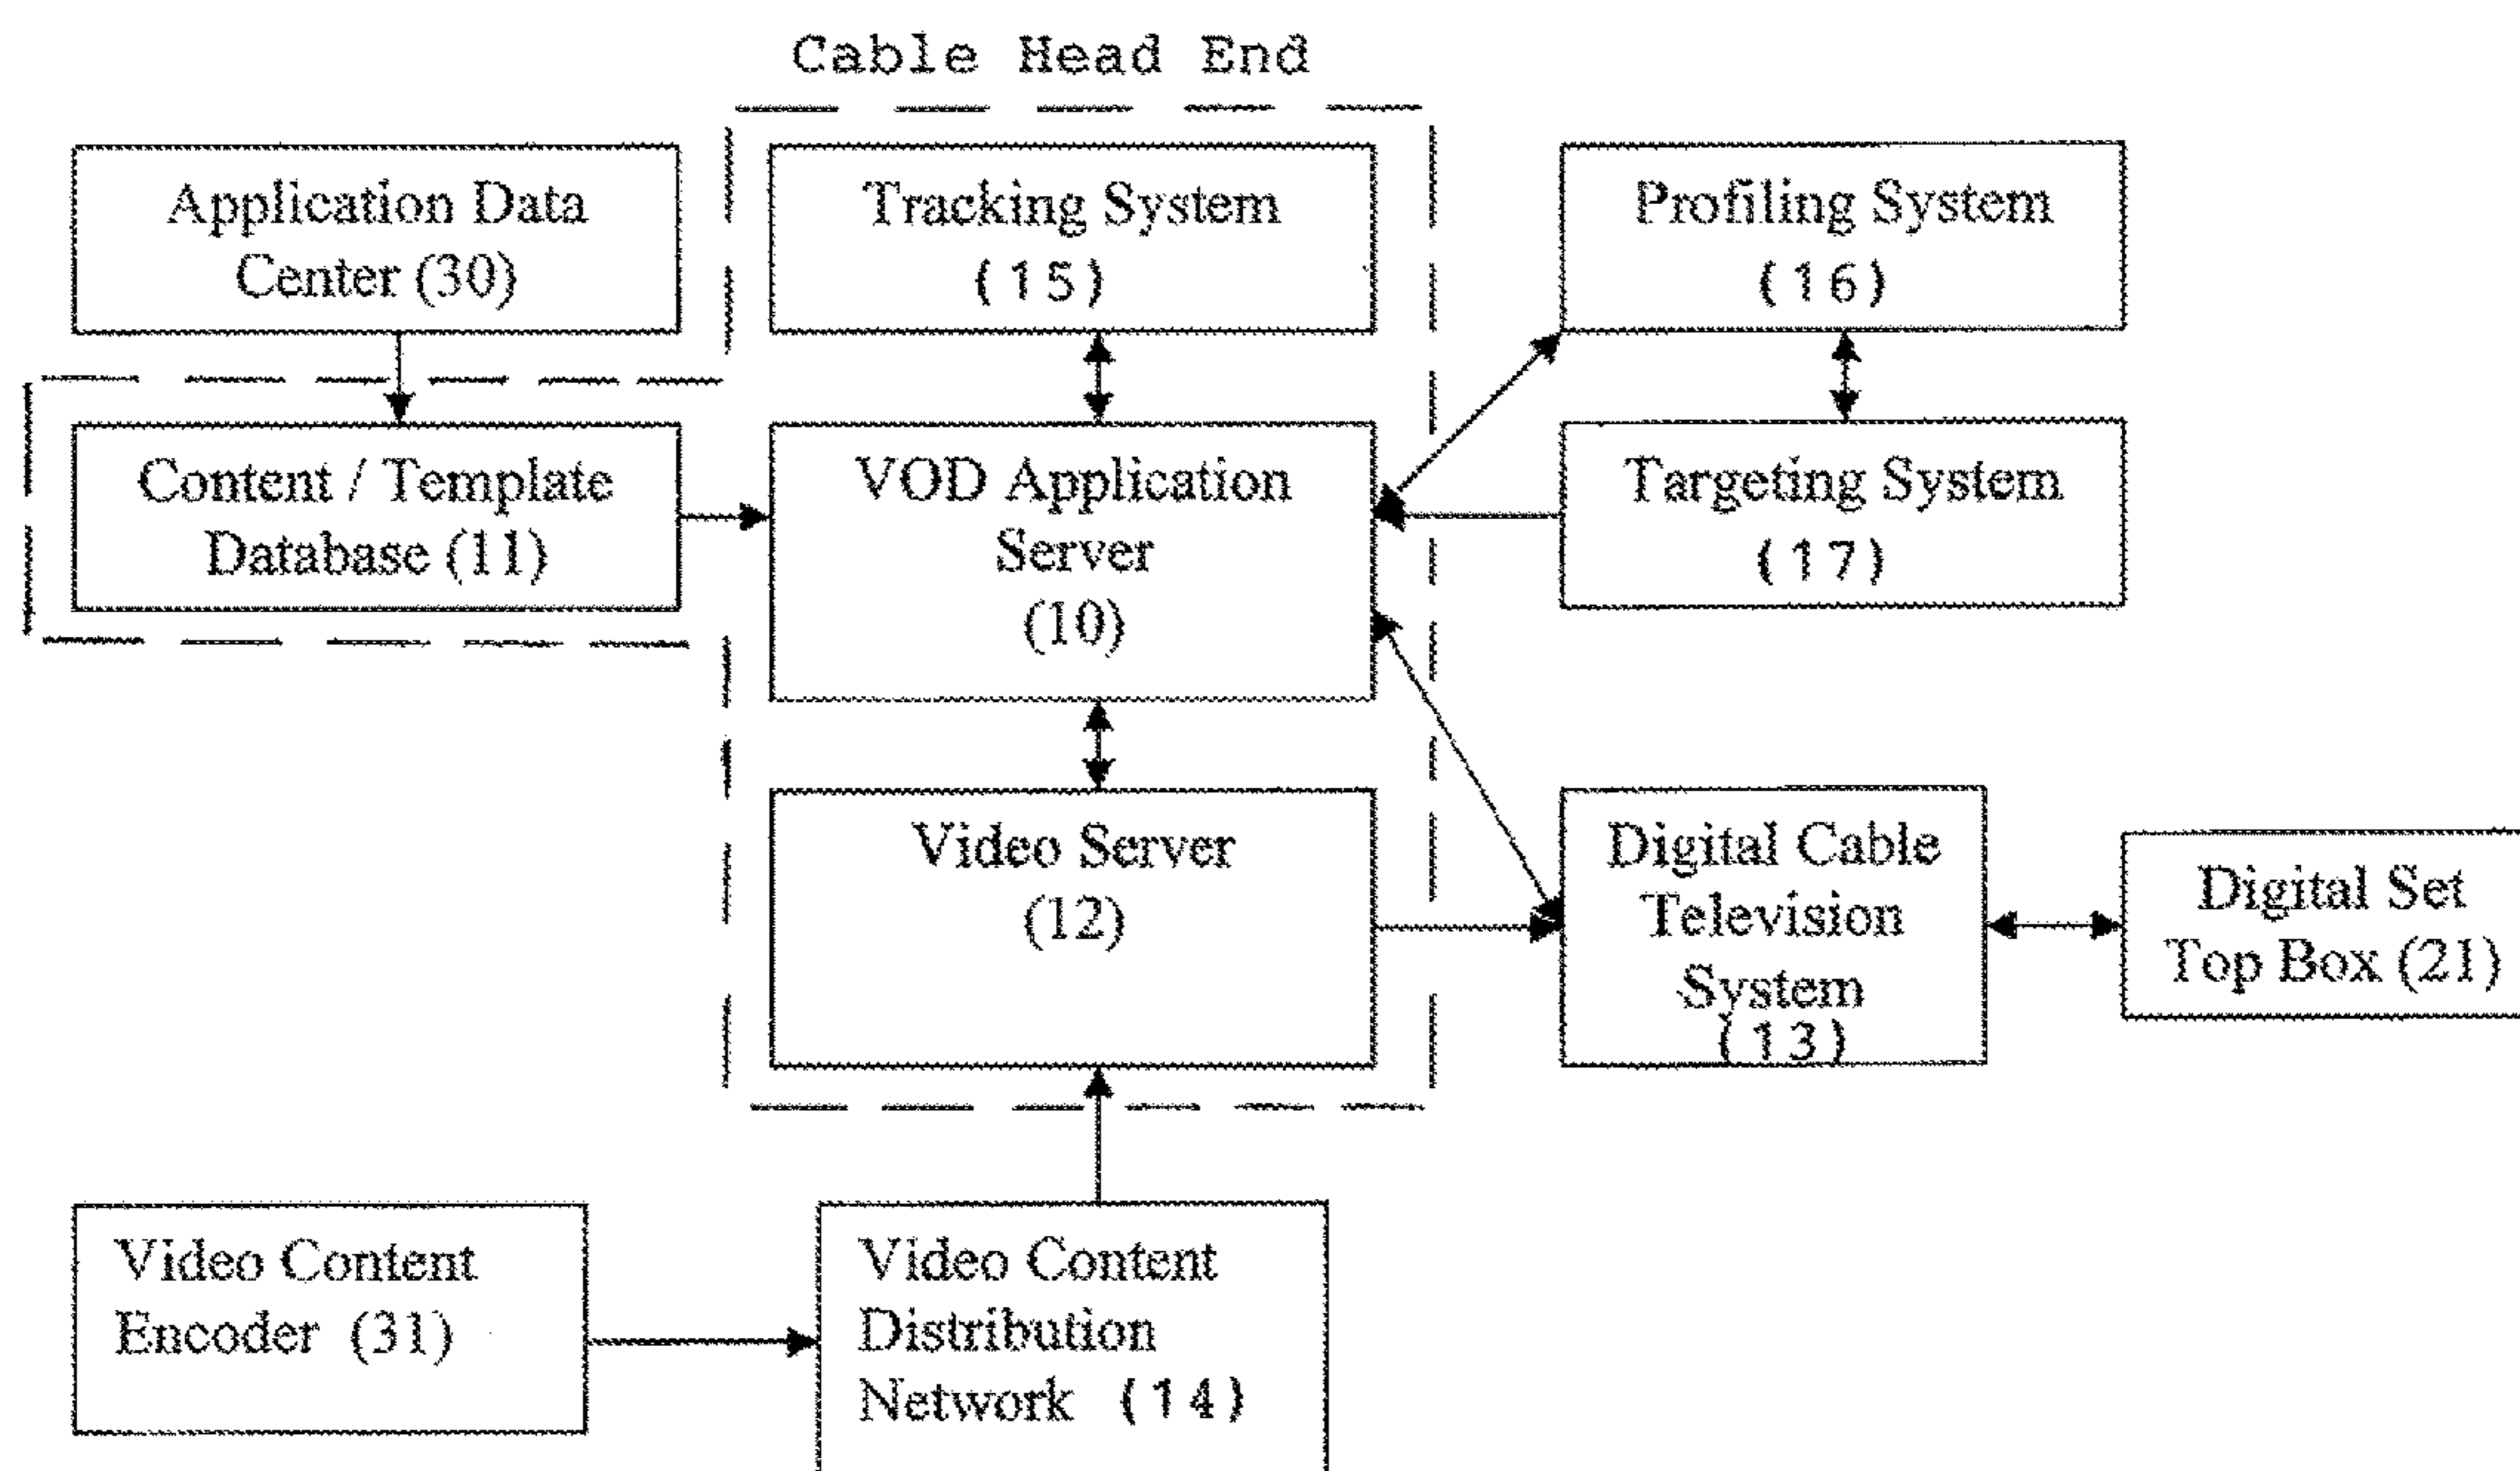 Cable Head End
Application Data
Center (30)
Tracking System
(15)
Profiling System
(16)
Content / Template
Database (11)
VOD Application
Server
(10)
Targeting System
(17)
Video Server
(12)
Digital Cable
Television
System
(13)
Digital Set
Top Box (21)
Video Content
Encoder (31)
Video Content
Distribution
Network (14)